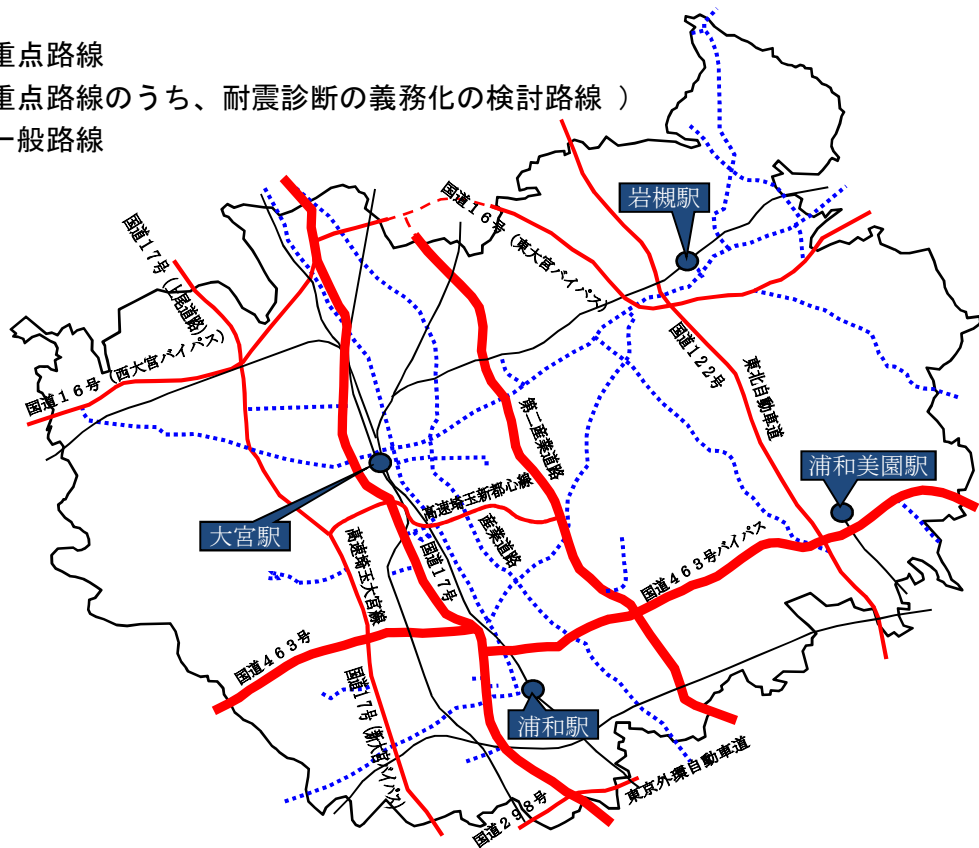 重点路線
重点路線のうち、耐震診断の義務化の検討路線 )
一般路線
岩槻駅
国道16号 (東大宮バイパス)
国道17号 (上尾道路)
国道16号 (西大宮バイパス)
国道122号
東北自動車道
第二産業道路
浦和美園駅
大宮駅
高速埼玉新都心線
産業道路
国道17号
高速埼玉大宮線
国道463号バイパス
国道463号
国道17号 (新大宮バイパス)
浦和駅
東京外環自動車道
国道298号